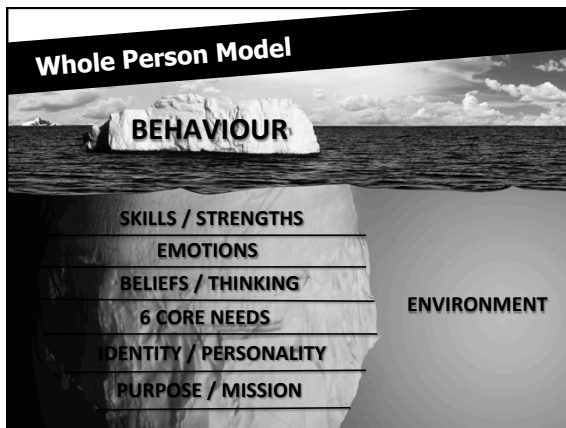 Whole Person Model
BEHAVIOUR
SKILLS / STRENGTHS
EMOTIONS
BELIEFS / THINKING
6 CORE NEEDS
ENVIRONMENT
IDENTITY / PERSONALITY
PURPOSE / MISSION